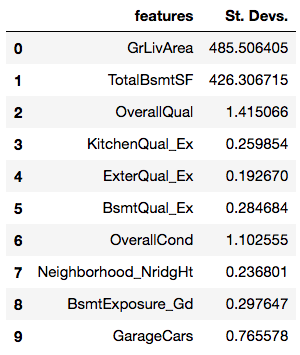 features St. Devs.
0 GrLivArea 485.506405
1 TotalBsmtSF 426.306715
2 OverallQual 1.415066
3 KitchenQual_Ex 0.259854
4 ExterQual_Ex 0.192670
5 BsmtQual_Ex 0.284684
6 OverallCond 1.102555
7 Neighborhood_NridgHt 0.236801
8 BsmtExposure_Gd 0.297647
9 GarageCars 0.765578